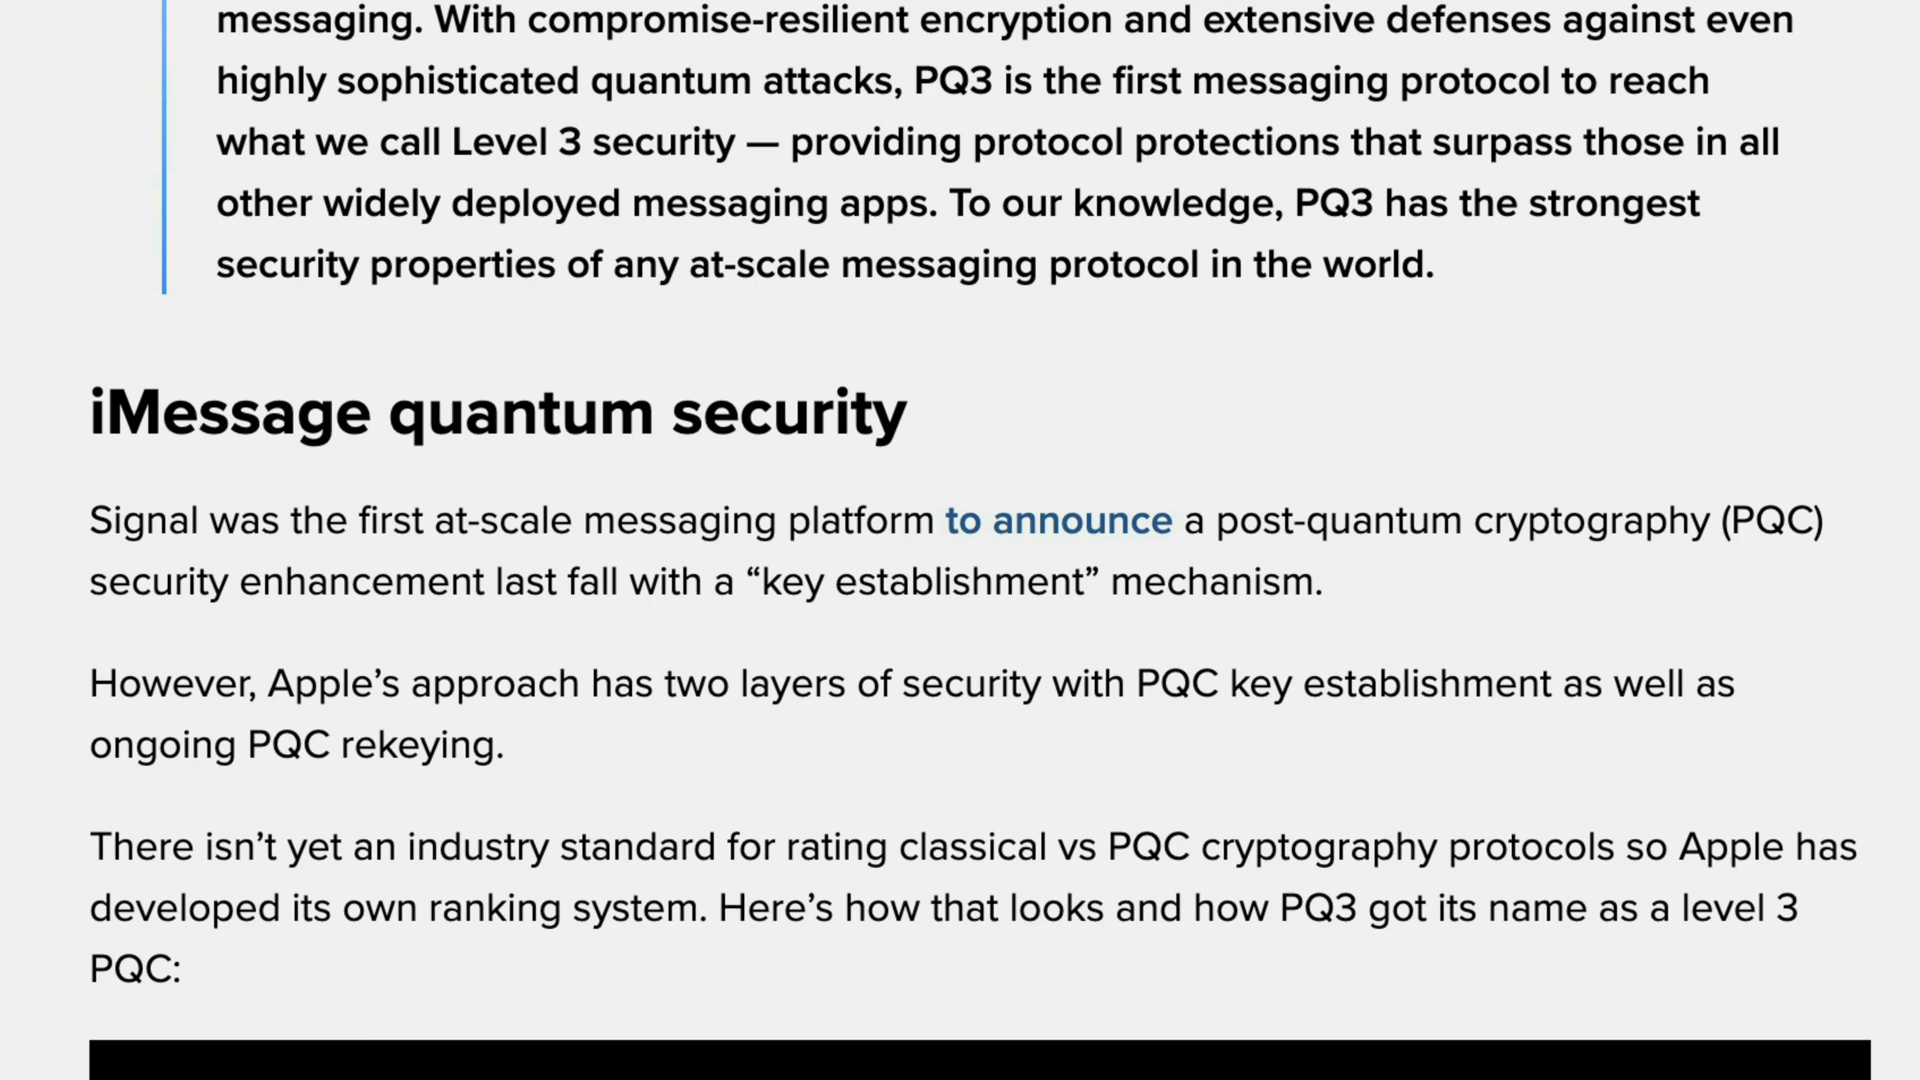 messaging. With compromise-resilient encryption and extensive defenses against even
highly sophisticated quantum attacks, PQ3 is the first messaging protocol to reach
what we call Level 3 security — providing protocol protections that surpass those in all
other widely deployed messaging apps. To our knowledge, PQ3 has the strongest
security properties of any at-scale messaging protocol in the world.
iMessage quantum security
Signal was the first at-scale messaging platform to announce a post-quantum cryptography (PQC)
security enhancement last fall with a “key establishment” mechanism.
However, Apple’s approach has two layers of security with PQC key establishment as well as
ongoing PQC rekeying.
There isn’t yet an industry standard for rating classical vs PQC cryptography protocols so Apple has
developed its own ranking system. Here’s how that looks and how PQ3 got its name as a level 3
PQC: